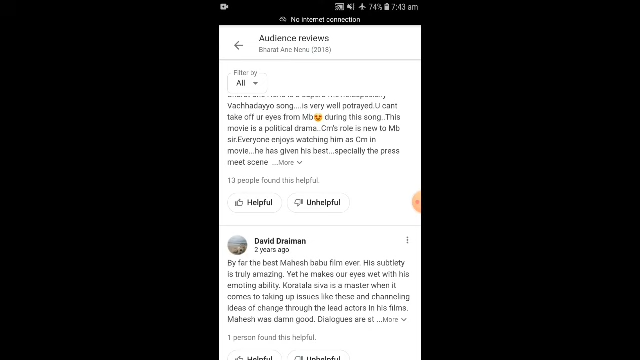 74% 7:43 am
No internet connection
Audience reviews
Bharat Ane Nenu (2018)
Filter by
All
Vachhadayyo song....is very well potrayed.U cant
take off ur eyes from Mb😍 during this song..This
movie is a political drama..Cm's role is new to Mb
sir.Everyone enjoys watching him as Cm in
movie...he has given his best...specially the press
meet scene ...More
13 people found this helpful.
Helpful Unhelpful
David Draiman
2 years ago
By far the best Mahesh babu film ever. His subtlety
is truly amazing. Yet he makes our eyes wet with his
emoting ability. Koratala siva is a master when it
comes to taking up issues like these and channeling
ideas of change through the lead actors in his films.
Mahesh was damn good. Dialogues are st ...More
1 person found this helpful.
Helpful Unhelpful